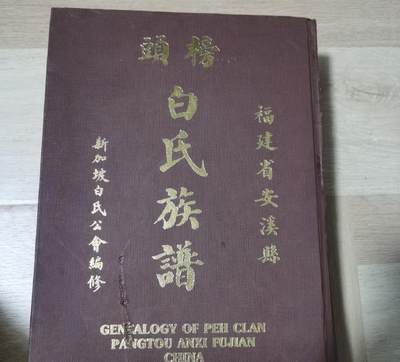 榜頭
福建省安溪縣
白氏族譜
新加坡白氏公會編修
GENEALOGY OF PEH CLAN
PANGTOU ANXI FUJIAN
CHINA